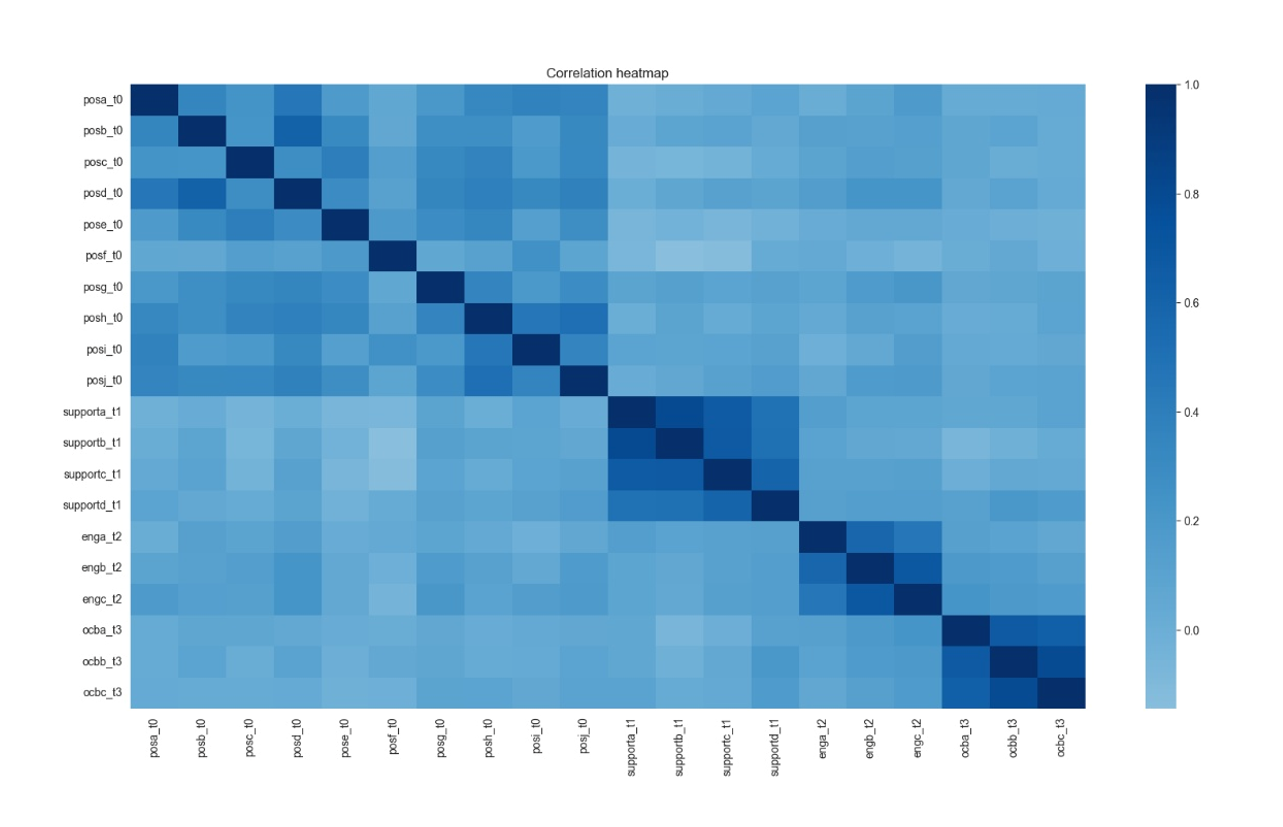 Correlation heatmap
posa_t0
posb_t0
posc_t0
posd_t0
pose_t0
posf_t0
posg_t0
posh_t0
posi_t0
posj_t0
supporta_t1
supportb_t1
supportc_t1
supportd_t1
enga_t2
engb_t2
engc_t2
ocba_t3
ocbb_t3
ocbc_t3
posa_t0
posb_t0
posc_t0
posd_t0
pose_t0
posf_t0
posg_t0
posh_t0
posi_t0
posj_t0
supporta_t1
supportb_t1
supportc_t1
supportd_t1
enga_t2
engb_t2
engc_t2
ocba_t3
ocbb_t3
ocbc_t3
1.0
0.8
0.6
0.4
0.2
0.0